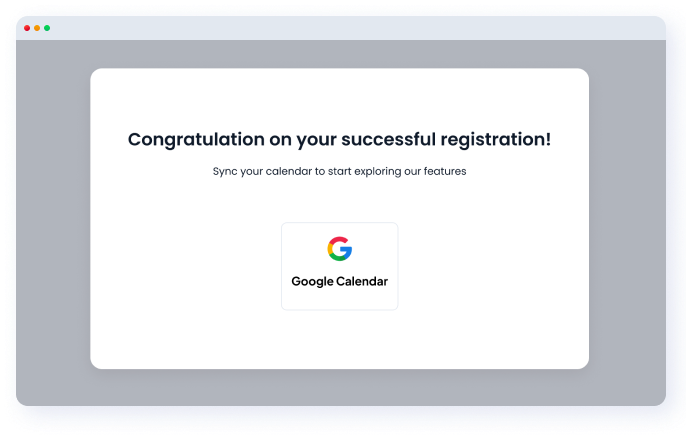 Congratulation on your successful registration!
Sync your calendar to start exploring our features
Google Calendar